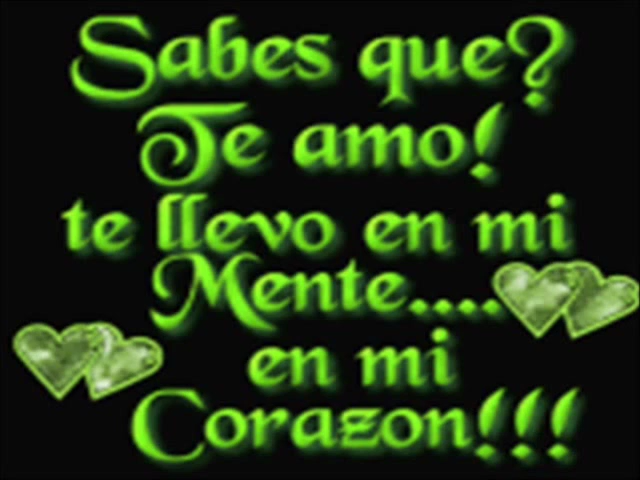 Sabes que?
Te amo!
te llevo en mi
Mente....
en mi
Corazon!!!